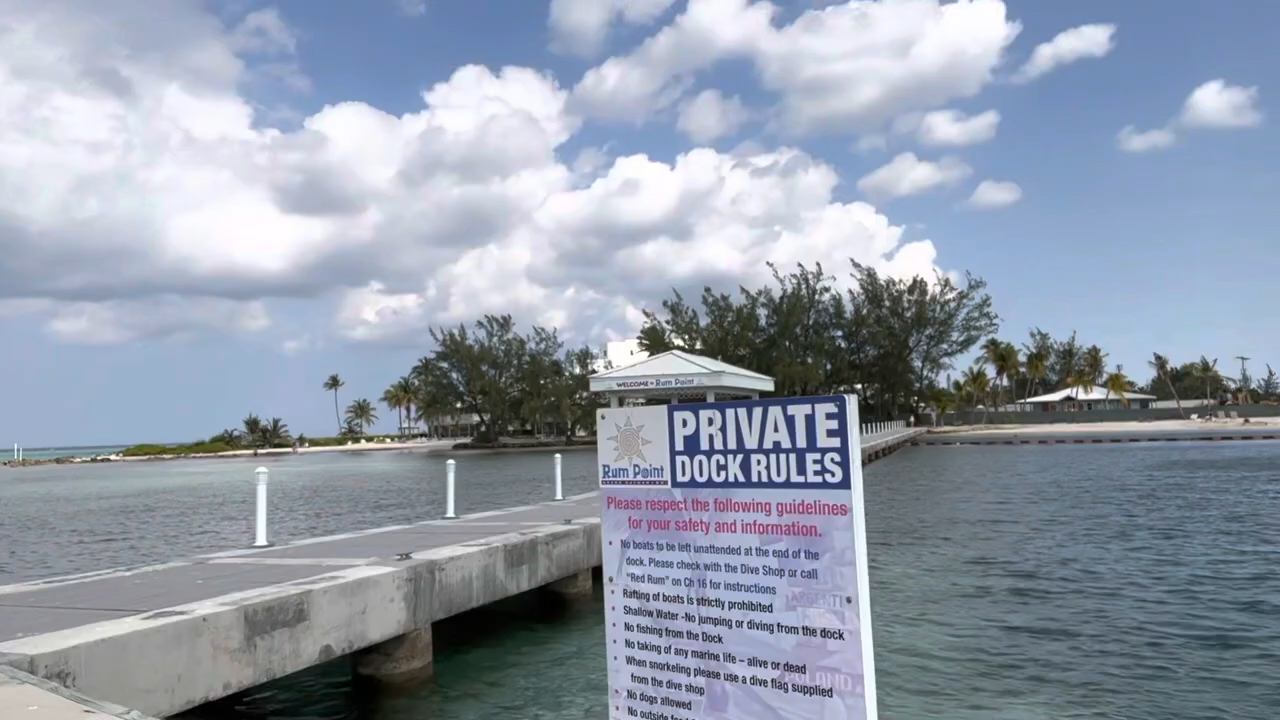 WELCOME to Rum Point
Rum Point
PRIVATE
DOCK RULES
Please respect the following guidelines
for your safety and information.
• No boats to be left unattended at the end of the
dock. Please check with the Dive Shop or call
"Red Rum" on Ch 16 for instructions
• Rafting of boats is strictly prohibited
• Shallow Water -No jumping or diving from the dock
• No fishing from the Dock
• No taking of any marine life – alive or dead
• When snorkeling please use a dive flag supplied
from the dive shop
• No dogs allowed
• No outside